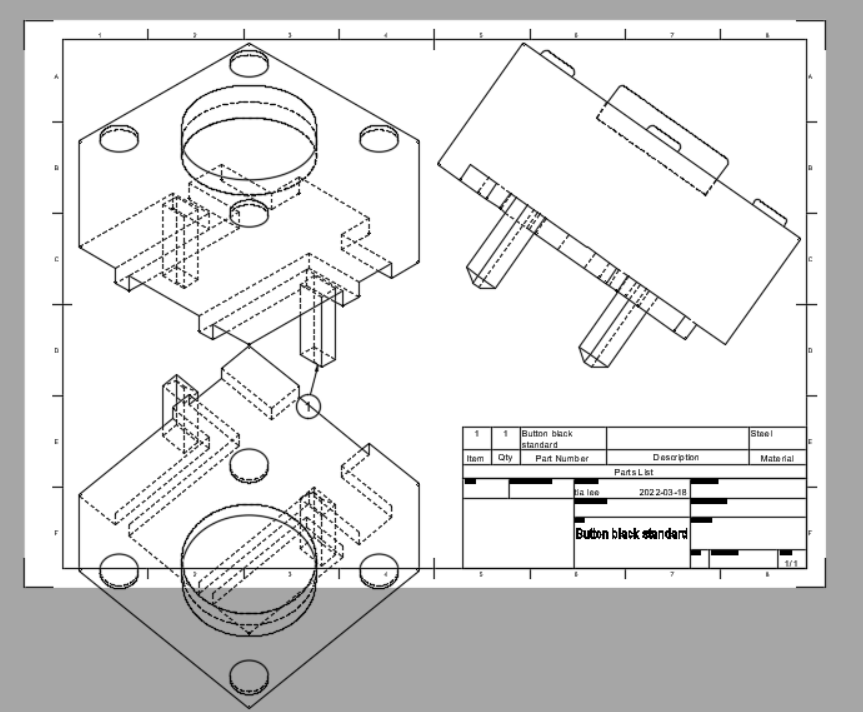 1 2 3 4 5 6 7 8
A A
B B
C C
D D
1
E E
F F
1 1 Button black standard Steel
Item Qty Part Number Description Material
Parts List
tia lee 2022-03-18
Button black standard
1/1
1 2 3 4 5 6 7 8